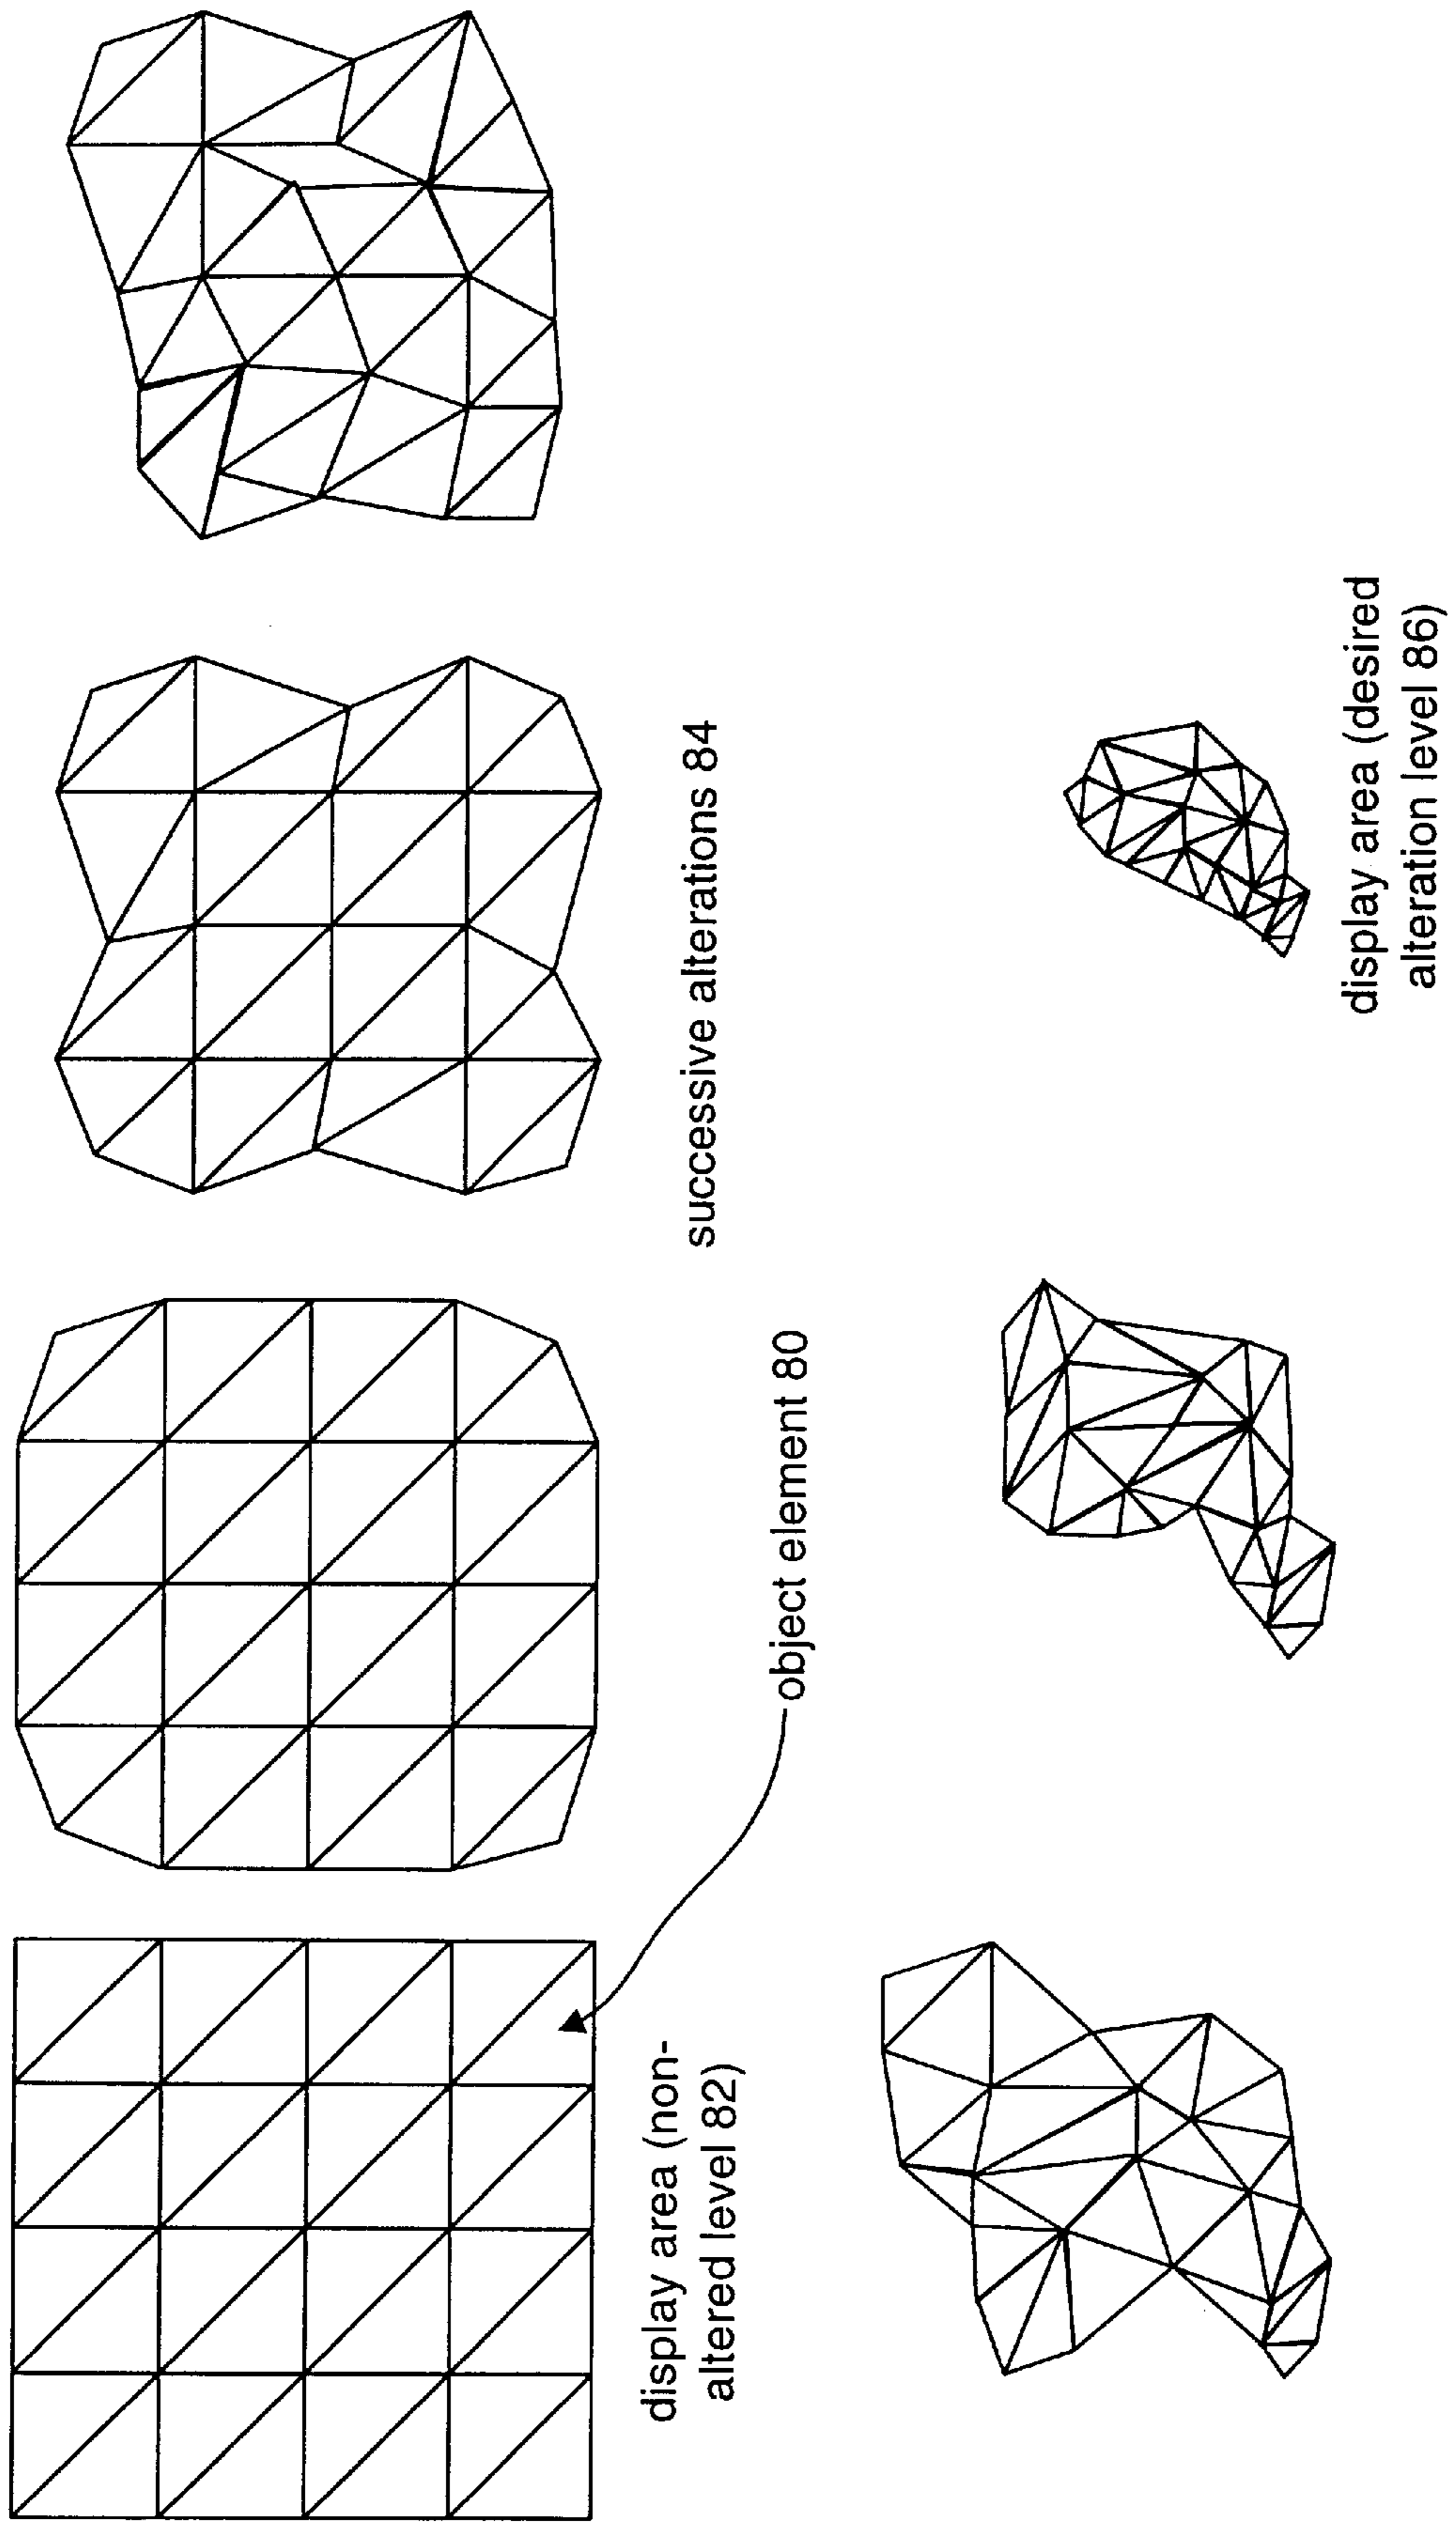 display area (non-
altered level 82)
successive alterations 84
object element 80
display area (desired
alteration level 86)